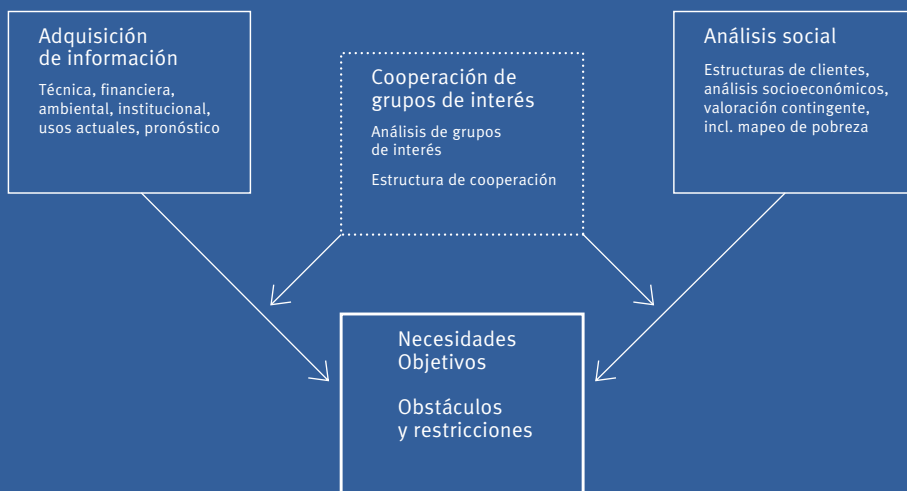 Adquisición
de información
Técnica, financiera,
ambiental, institucional,
usos actuales, pronóstico
Cooperación de
grupos de interés
Análisis de grupos
de interés
Estructura de cooperación
Análisis social
Estructuras de clientes,
análisis socioeconómicos,
valoración contingente,
incl. mapeo de pobreza
Necesidades
Objetivos
Obstáculos
y restricciones